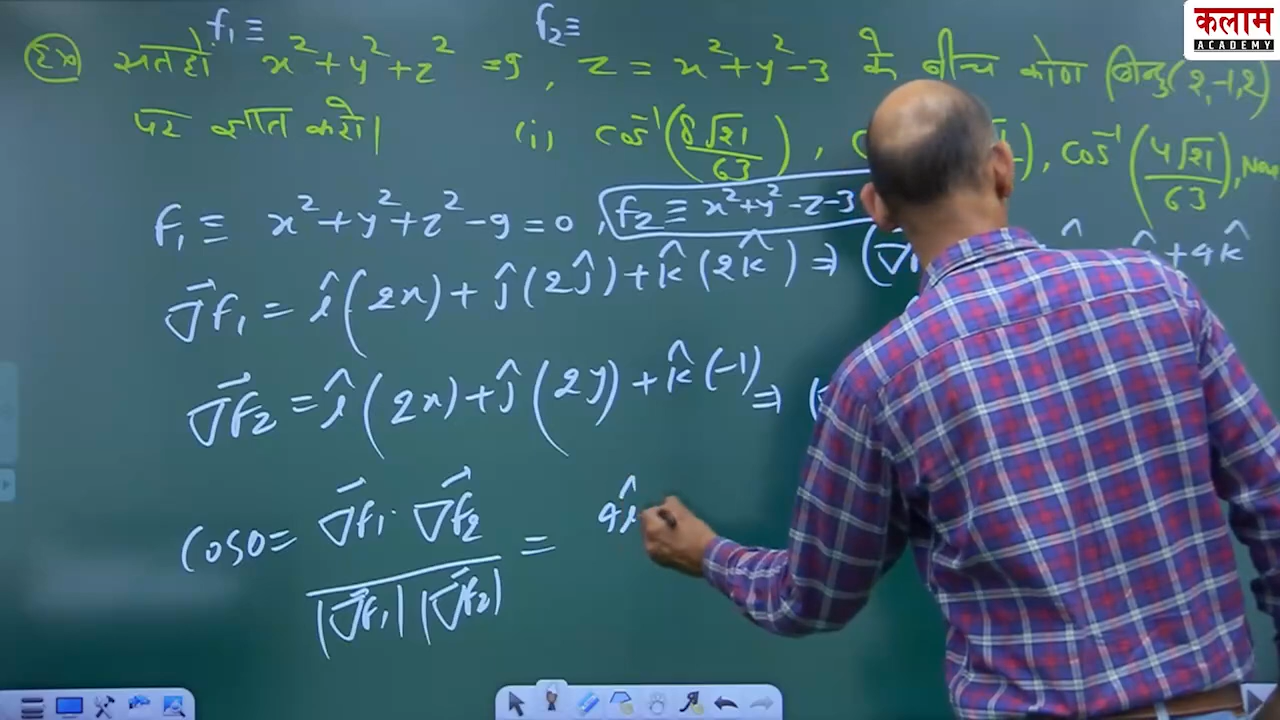 कलाम
ACADEMY
f₁ ≡ f₂ ≡
Ex सतहों x² + y² + z² = 9, z = x² + y² - 3 के बीच कोण बिन्दु (2, -1, 2)
पर ज्ञात करो। (i) cos⁻¹(8√21/63), cos⁻¹(4√21/63), None
f₁ ≡ x² + y² + z² - 9 = 0, f₂ ≡ x² + y² - z - 3
∇⃗f₁ = î(2x) + ĵ(2ĵ) + k̂(2k̂) ⇒ (∇ + 4k̂
∇⃗f₂ = î(2x) + ĵ(2y) + k̂(-1) ⇒ (
cosθ = ∇⃗f₁ · ∇⃗f₂ / |∇⃗f₁| |∇⃗f₂| = 4î